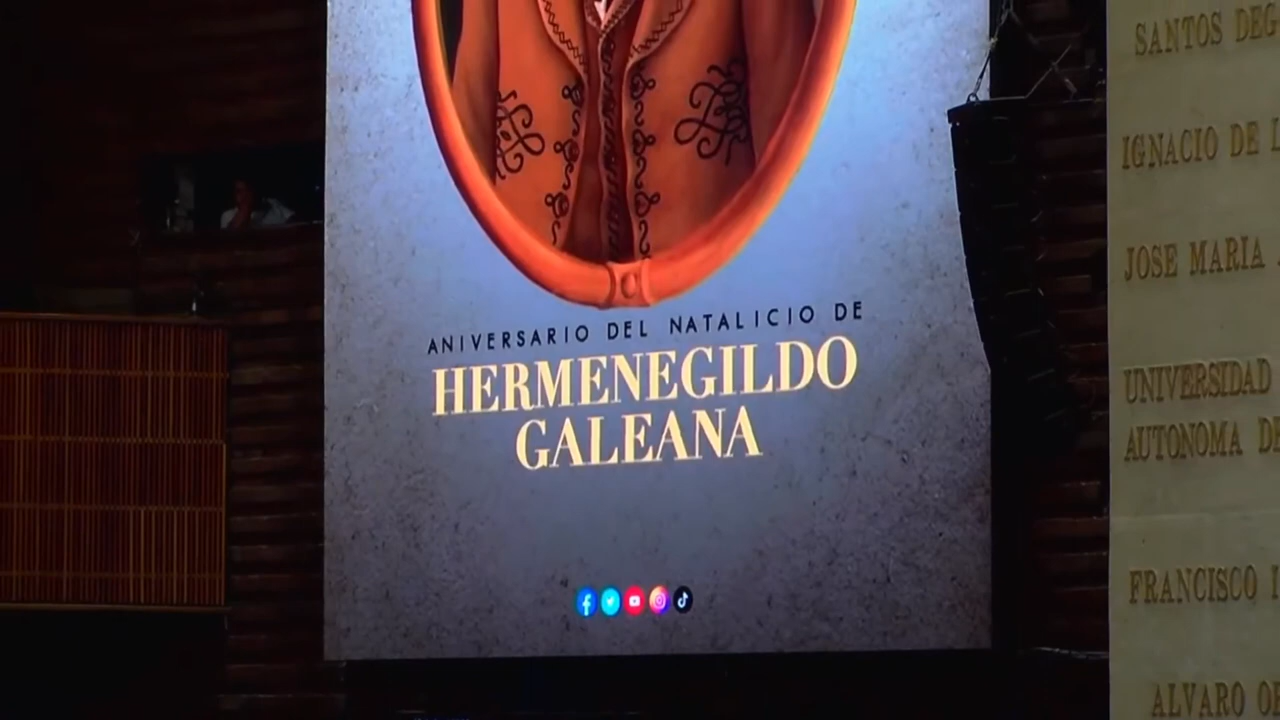 ANIVERSARIO DEL NATALICIO DE
HERMENEGILDO
GALEANA
SANTOS
IGNACIO DE
JOSE MARIA
UNIVERSIDAD
AUTONOMA
FRANCISCO
ALVARO